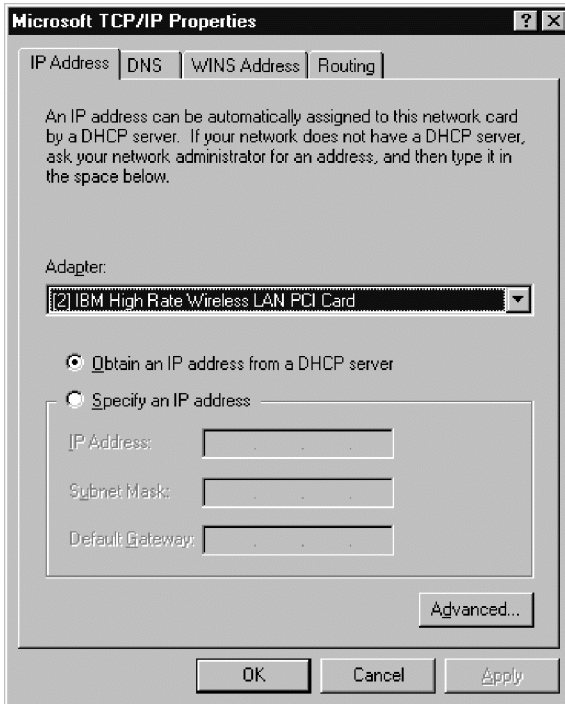 Microsoft TCP/IP Properties
IP Address DNS WINS Address Routing
An IP address can be automatically assigned to this network card
by a DHCP server. If your network does not have a DHCP server,
ask your network administrator for an address, and then type it in
the space below.
Adapter:
[2] IBM High Rate Wireless LAN PCI Card
Obtain an IP address from a DHCP server
Specify an IP address
IP Address:
Subnet Mask:
Default Gateway:
Advanced...
OK Cancel Apply